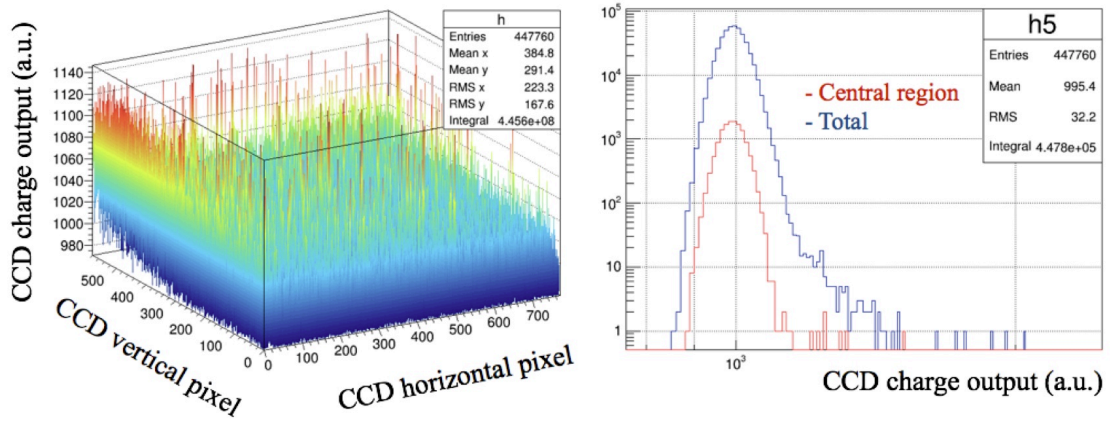 CCD charge output (a.u.)
1140
1120
1100
1080
1060
1040
1020
1000
980
500
400
300
200
100
0
CCD vertical pixel
0
100
200
300
400
500
600
700
CCD horizontal pixel
h
Entries 447760
Mean x 384.8
Mean y 291.4
RMS x 223.3
RMS y 167.6
Integral 4.456e+08
10⁵
10⁴
10³
10²
10
1
- Central region
- Total
h5
Entries 447760
Mean 995.4
RMS 32.2
Integral 4.478e+05
10³
CCD charge output (a.u.)